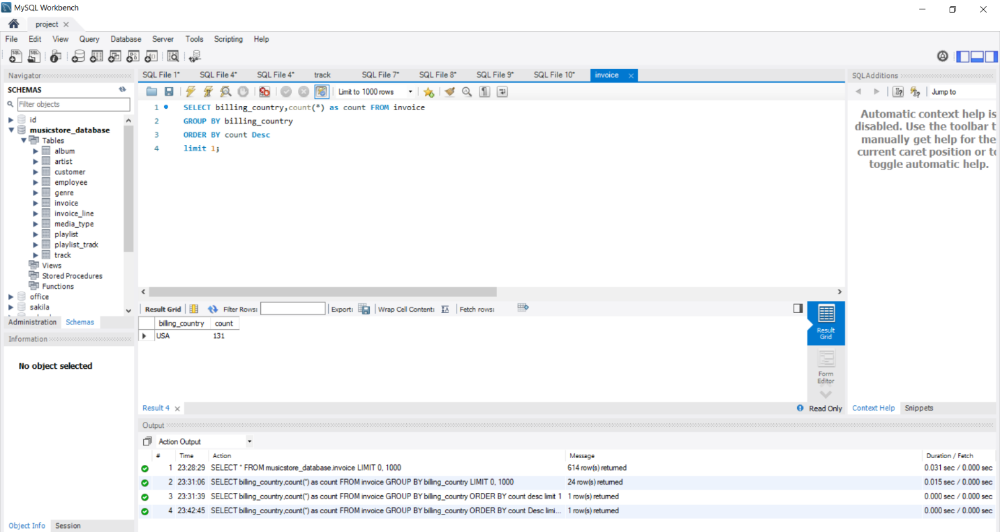 MySQL Workbench
project
File Edit View Query Database Server Tools Scripting Help
Navigator
SCHEMAS
Filter objects
id
musicstore_database
Tables
album
artist
customer
employee
genre
invoice
invoice_line
media_type
playlist
playlist_track
track
Views
Stored Procedures
Functions
office
sakila
Administration Schemas
Information
No object selected
Object Info Session
SQL File 1* SQL File 4* SQL File 4* track SQL File 7* SQL File 8* SQL File 9* SQL File 10* invoice
Limit to 1000 rows
1 SELECT billing_country,count(*) as count FROM invoice
2 GROUP BY billing_country
3 ORDER BY count Desc
4 limit 1;
Result Grid Filter Rows: Export: Wrap Cell Content: Fetch rows:
billing_country count
USA 131
Result
Grid
Form
Editor
Result 4 Read Only
SQLAdditions
Jump to
Automatic context help is
disabled. Use the toolbar t
manually get help for the
current caret position or to
toggle automatic help.
Context Help Snippets
Output
Action Output
# Time Action Message Duration / Fetch
1 23:28:29 SELECT * FROM musicstore_database.invoice LIMIT 0, 1000 614 row(s) returned 0.031 sec / 0.000 sec
2 23:31:06 SELECT billing_country,count(*) as count FROM invoice GROUP BY billing_country LIMIT 0, 1000 24 row(s) returned 0.015 sec / 0.000 sec
3 23:31:39 SELECT billing_country,count(*) as count FROM invoice GROUP BY billing_country ORDER BY count desc limit 1 1 row(s) returned 0.000 sec / 0.000 sec
4 23:42:45 SELECT billing_country,count(*) as count FROM invoice GROUP BY billing_country ORDER BY count Desc limi... 1 row(s) returned 0.000 sec / 0.000 sec